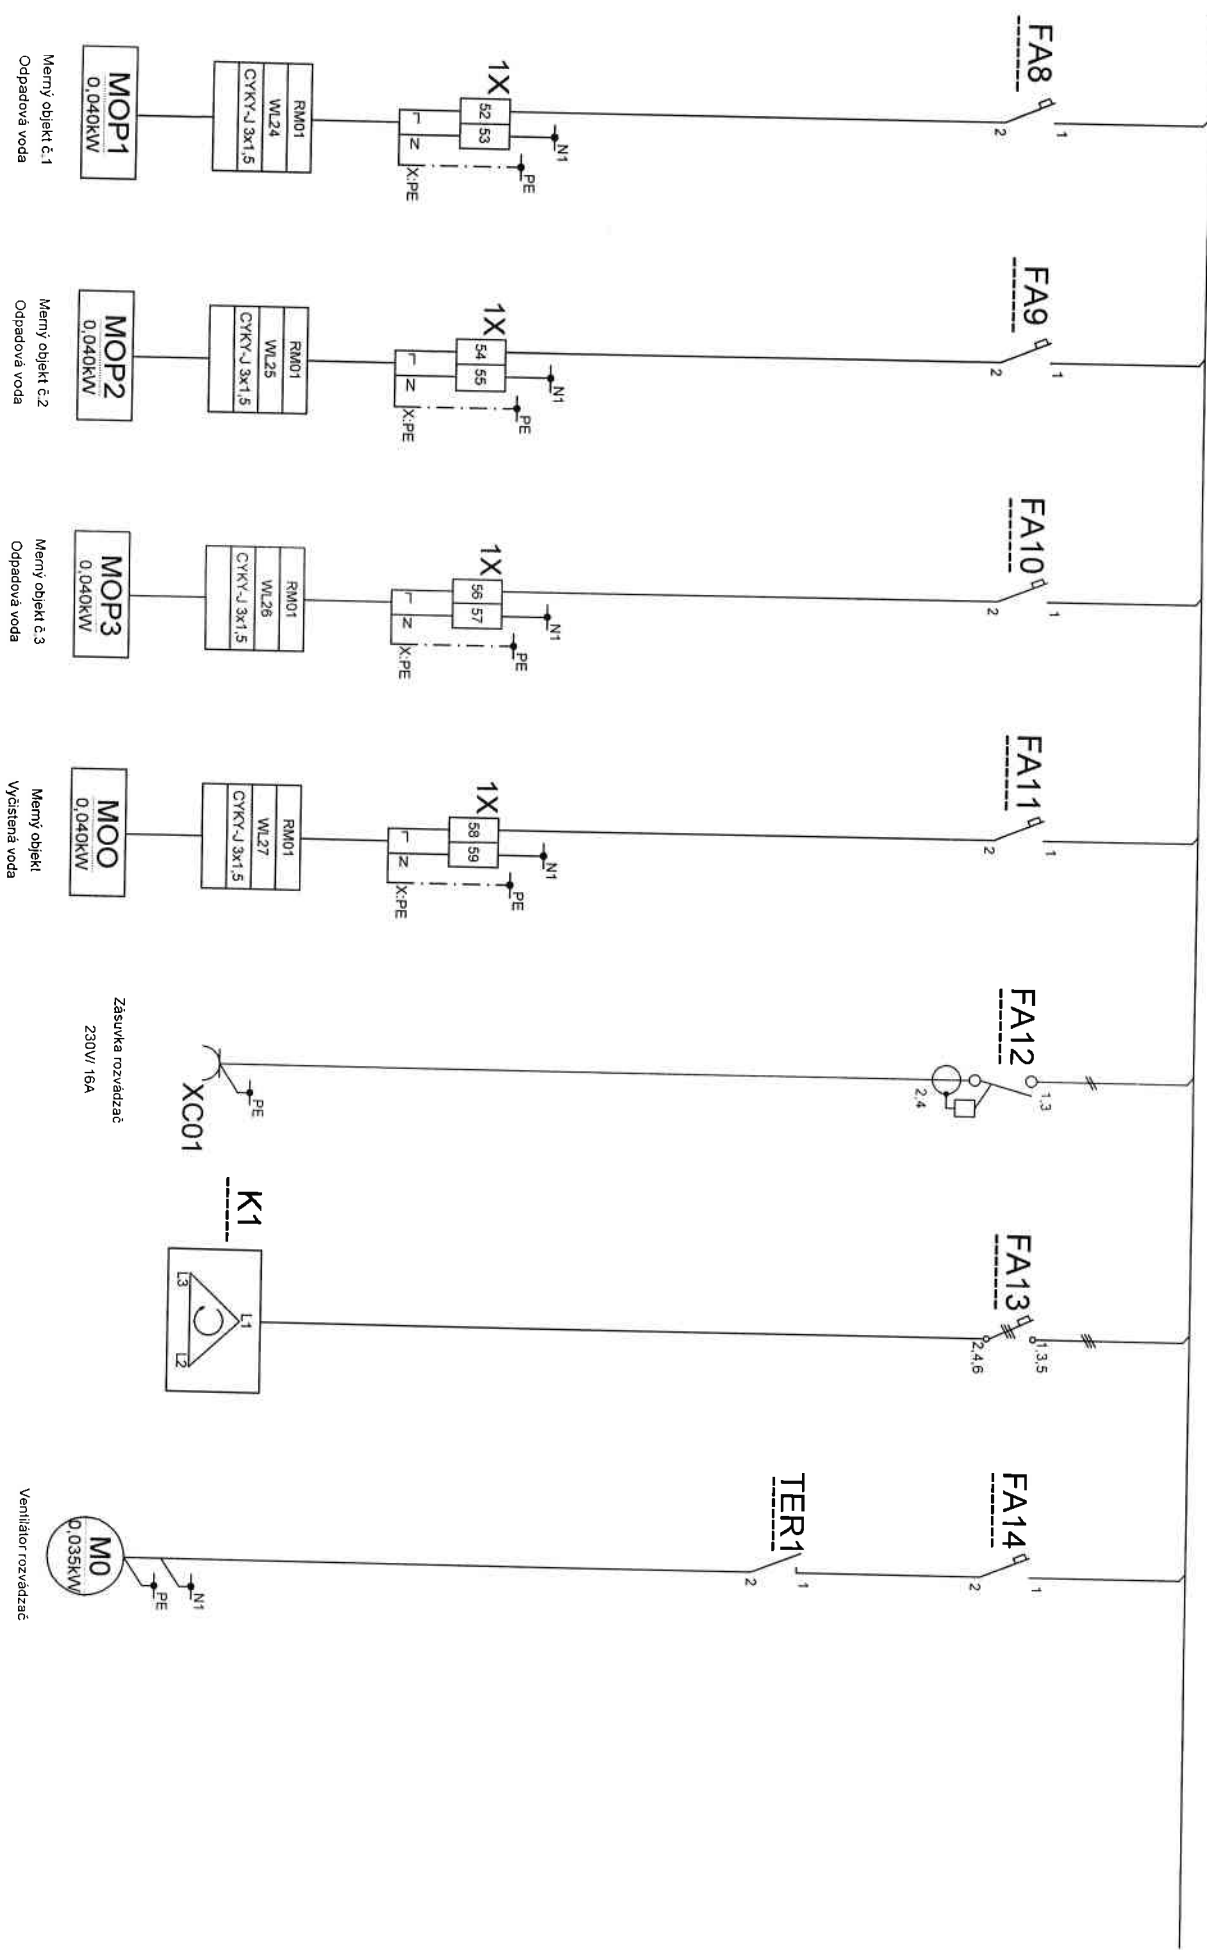 FA8
1
2
1X
52 53
N1
PE
L N
X:PE
RM01
WL24
CYKY-J 3x1,5
MOP1
0,040kW
Merný objekt č.1
Odpadová voda
FA9
1
2
1X
54 55
N1
PE
L N
X:PE
RM01
WL25
CYKY-J 3x1,5
MOP2
0,040kW
Merný objekt č.2
Odpadová voda
FA10
1
2
1X
56 57
N1
PE
L N
X:PE
RM01
WL26
CYKY-J 3x1,5
MOP3
0,040kW
Merný objekt č.3
Odpadová voda
FA11
1
2
1X
58 59
N1
PE
L N
X:PE
RM01
WL27
CYKY-J 3x1,5
MOO
0,040kW
Merný objekt
Vyčistená voda
FA12
1,3
2,4
PE
XC01
Zásuvka rozvádzač
230V/ 16A
FA13
1,3,5
2,4,6
K1
L1
L3 L2
FA14
1
2
TER1
1
2
N1
PE
M0
0,035kW
Ventilátor rozvádzač